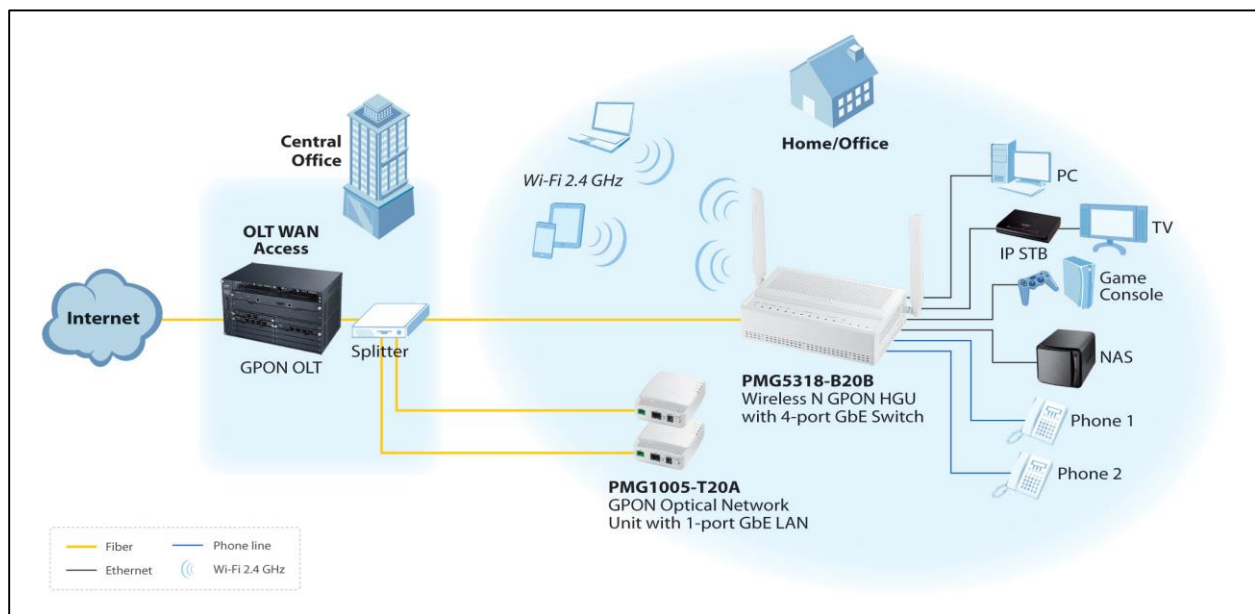 Central
Office
Home/Office
Wi-Fi 2.4 GHz
OLT WAN
Access
Internet
GPON OLT
Splitter
PC
IP STB
TV
Game
Console
NAS
Phone 1
Phone 2
PMG5318-B20B
Wireless N GPON HGU
with 4-port GbE Switch
PMG1005-T20A
GPON Optical Network
Unit with 1-port GbE LAN
Fiber
Phone line
Ethernet
Wi-Fi 2.4 GHz